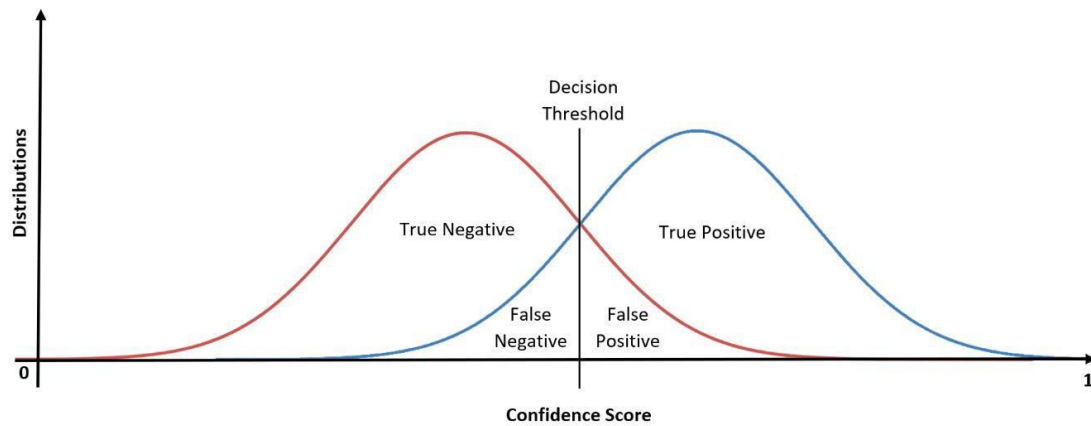 Decision
Threshold
Distributions
True Negative
True Positive
False
Negative
False
Positive
0
1
Confidence Score